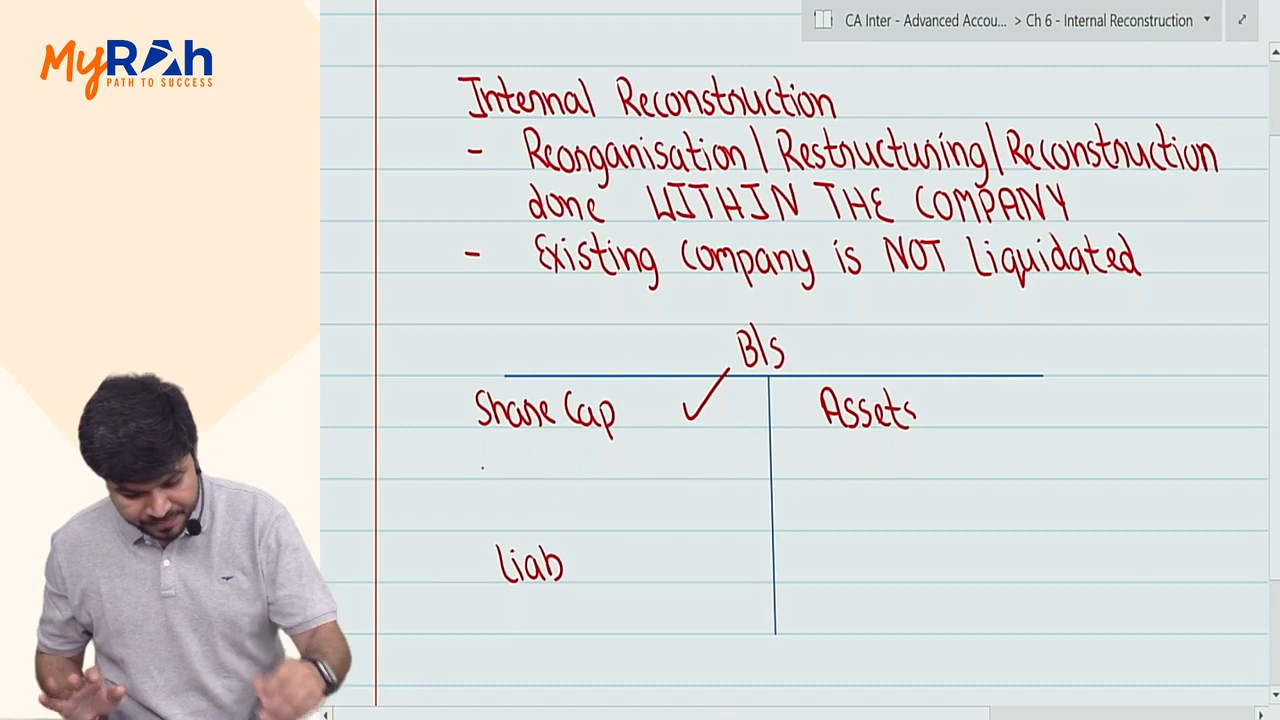 MyRAh
PATH TO SUCCESS
CA Inter - Advanced Accou... > Ch 6 - Internal Reconstruction
Internal Reconstruction
- Reorganisation / Restructuring / Reconstruction
done WITHIN THE COMPANY
- Existing Company is NOT Liquidated
B/s
Share Cap
Assets
Liab